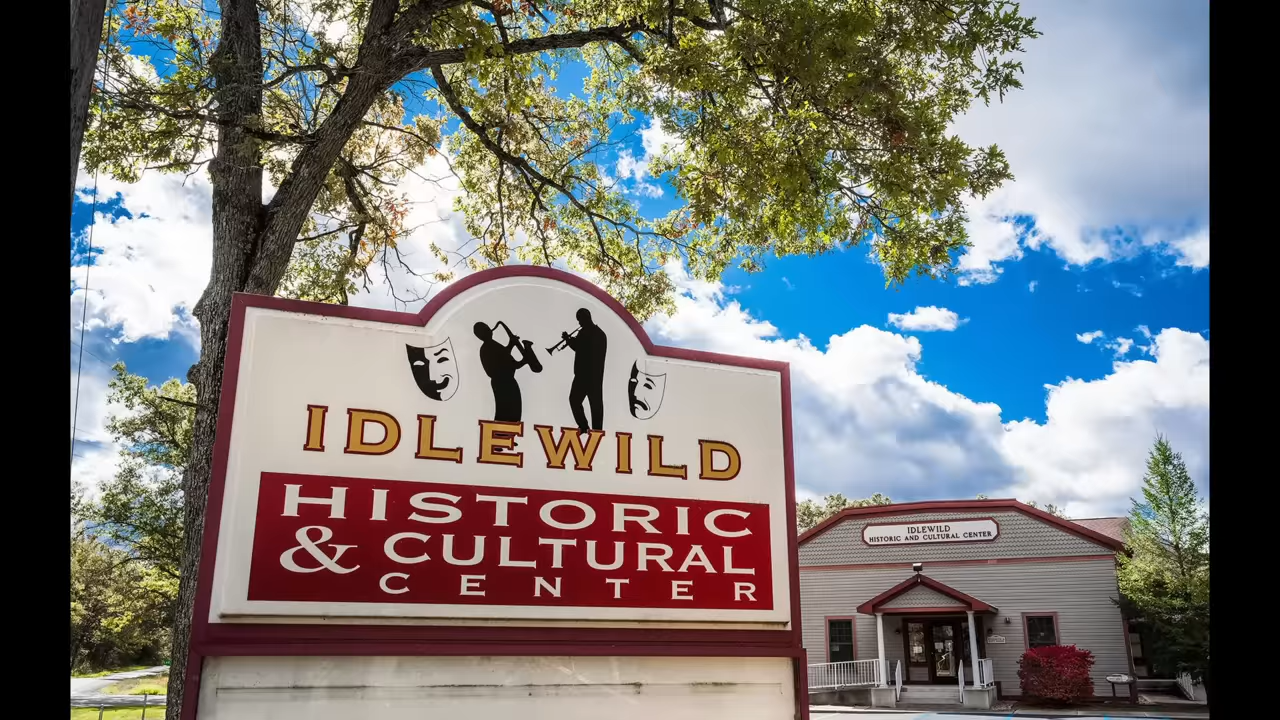 IDLEWILD
HISTORIC
& CULTURAL
CENTER
IDLEWILD
HISTORIC AND CULTURAL CENTER